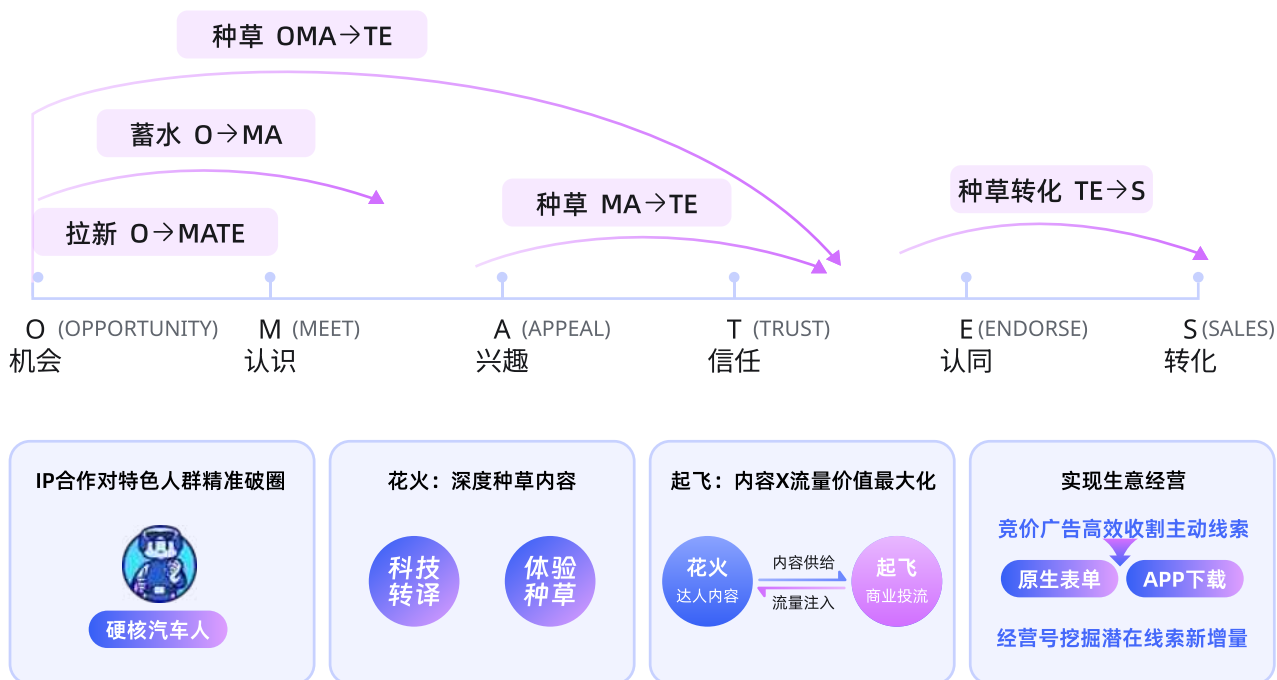 种草 OMA→TE
蓄水 O→MA
种草转化 TE→S
种草 MA→TE
拉新 O→MATE
O (OPPORTUNITY) M (MEET) A (APPEAL) T (TRUST) E (ENDORSE) S (SALES)
机会 认识 兴趣 信任 认同 转化
IP合作对特色人群精准破圈
硬核汽车人
花火：深度种草内容
科技
转译
体验
种草
起飞：内容X流量价值最大化
花火
达人内容
内容供给
流量注入
起飞
商业投流
实现生意经营
竞价广告高效收割主动线索
原生表单 APP下载
经营号挖掘潜在线索新增量